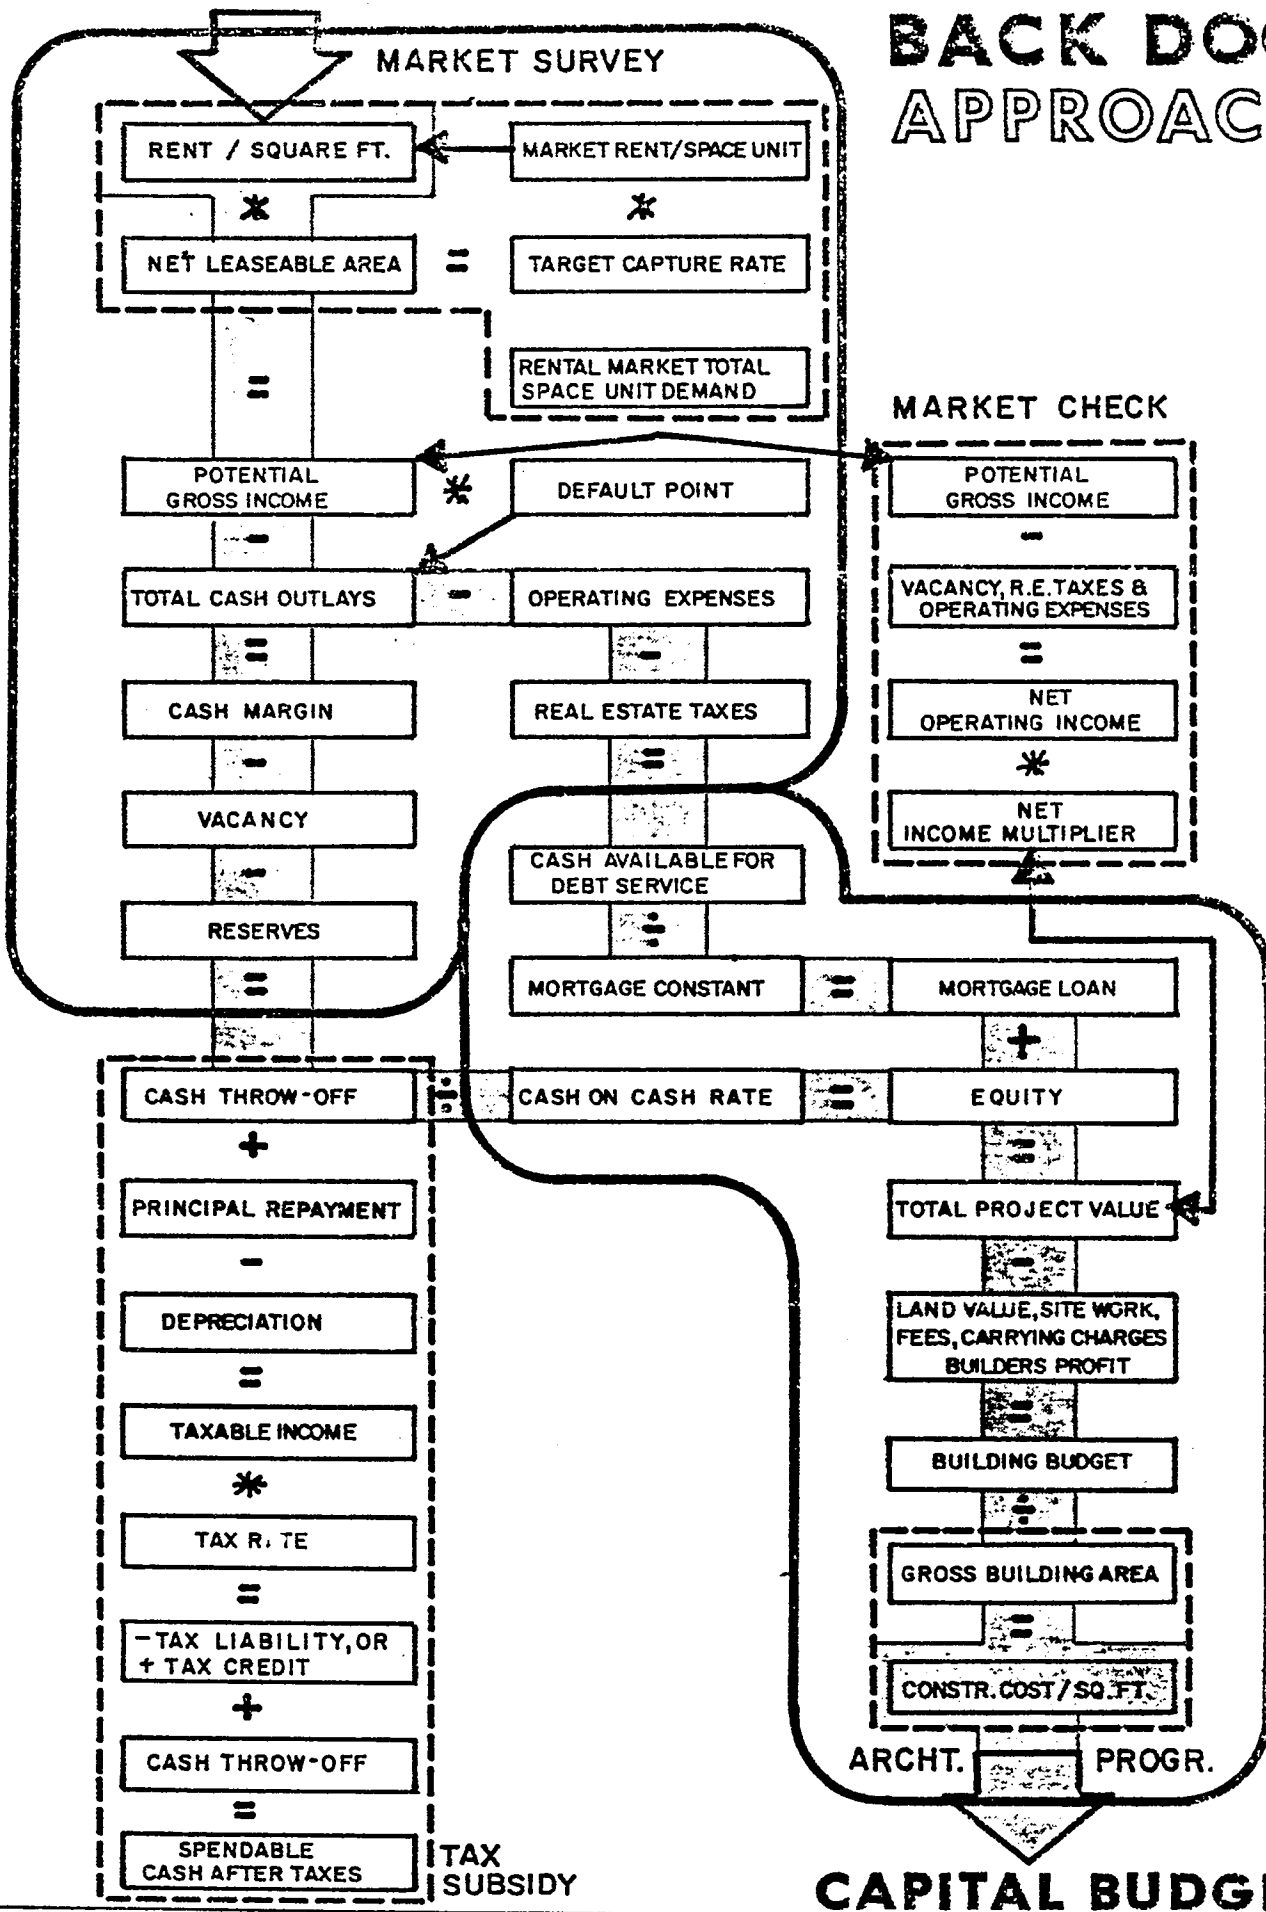 BACK DOO
APPROAC
MARKET SURVEY
RENT / SQUARE FT.
MARKET RENT/SPACE UNIT
*
*
NET LEASEABLE AREA
=
TARGET CAPTURE RATE
=
RENTAL MARKET TOTAL
SPACE UNIT DEMAND
MARKET CHECK
POTENTIAL
GROSS INCOME
*
DEFAULT POINT
POTENTIAL
GROSS INCOME
-
-
TOTAL CASH OUTLAYS
-
OPERATING EXPENSES
VACANCY, R.E. TAXES &
OPERATING EXPENSES
=
-
=
CASH MARGIN
REAL ESTATE TAXES
NET
OPERATING INCOME
-
=
*
VACANCY
NET
INCOME MULTIPLIER
-
CASH AVAILABLE FOR
DEBT SERVICE
RESERVES
÷
=
MORTGAGE CONSTANT
=
MORTGAGE LOAN
+
CASH THROW-OFF
÷
CASH ON CASH RATE
=
EQUITY
+
=
PRINCIPAL REPAYMENT
TOTAL PROJECT VALUE
-
-
DEPRECIATION
LAND VALUE, SITE WORK,
FEES, CARRYING CHARGES
BUILDERS PROFIT
=
=
TAXABLE INCOME
BUILDING BUDGET
*
÷
TAX R TE
GROSS BUILDING AREA
=
=
-TAX LIABILITY, OR
+ TAX CREDIT
CONSTR. COST / SQ. FT.
+
ARCHT. PROGR.
CASH THROW-OFF
=
SPENDABLE
CASH AFTER TAXES
TAX
SUBSIDY
CAPITAL BUDG